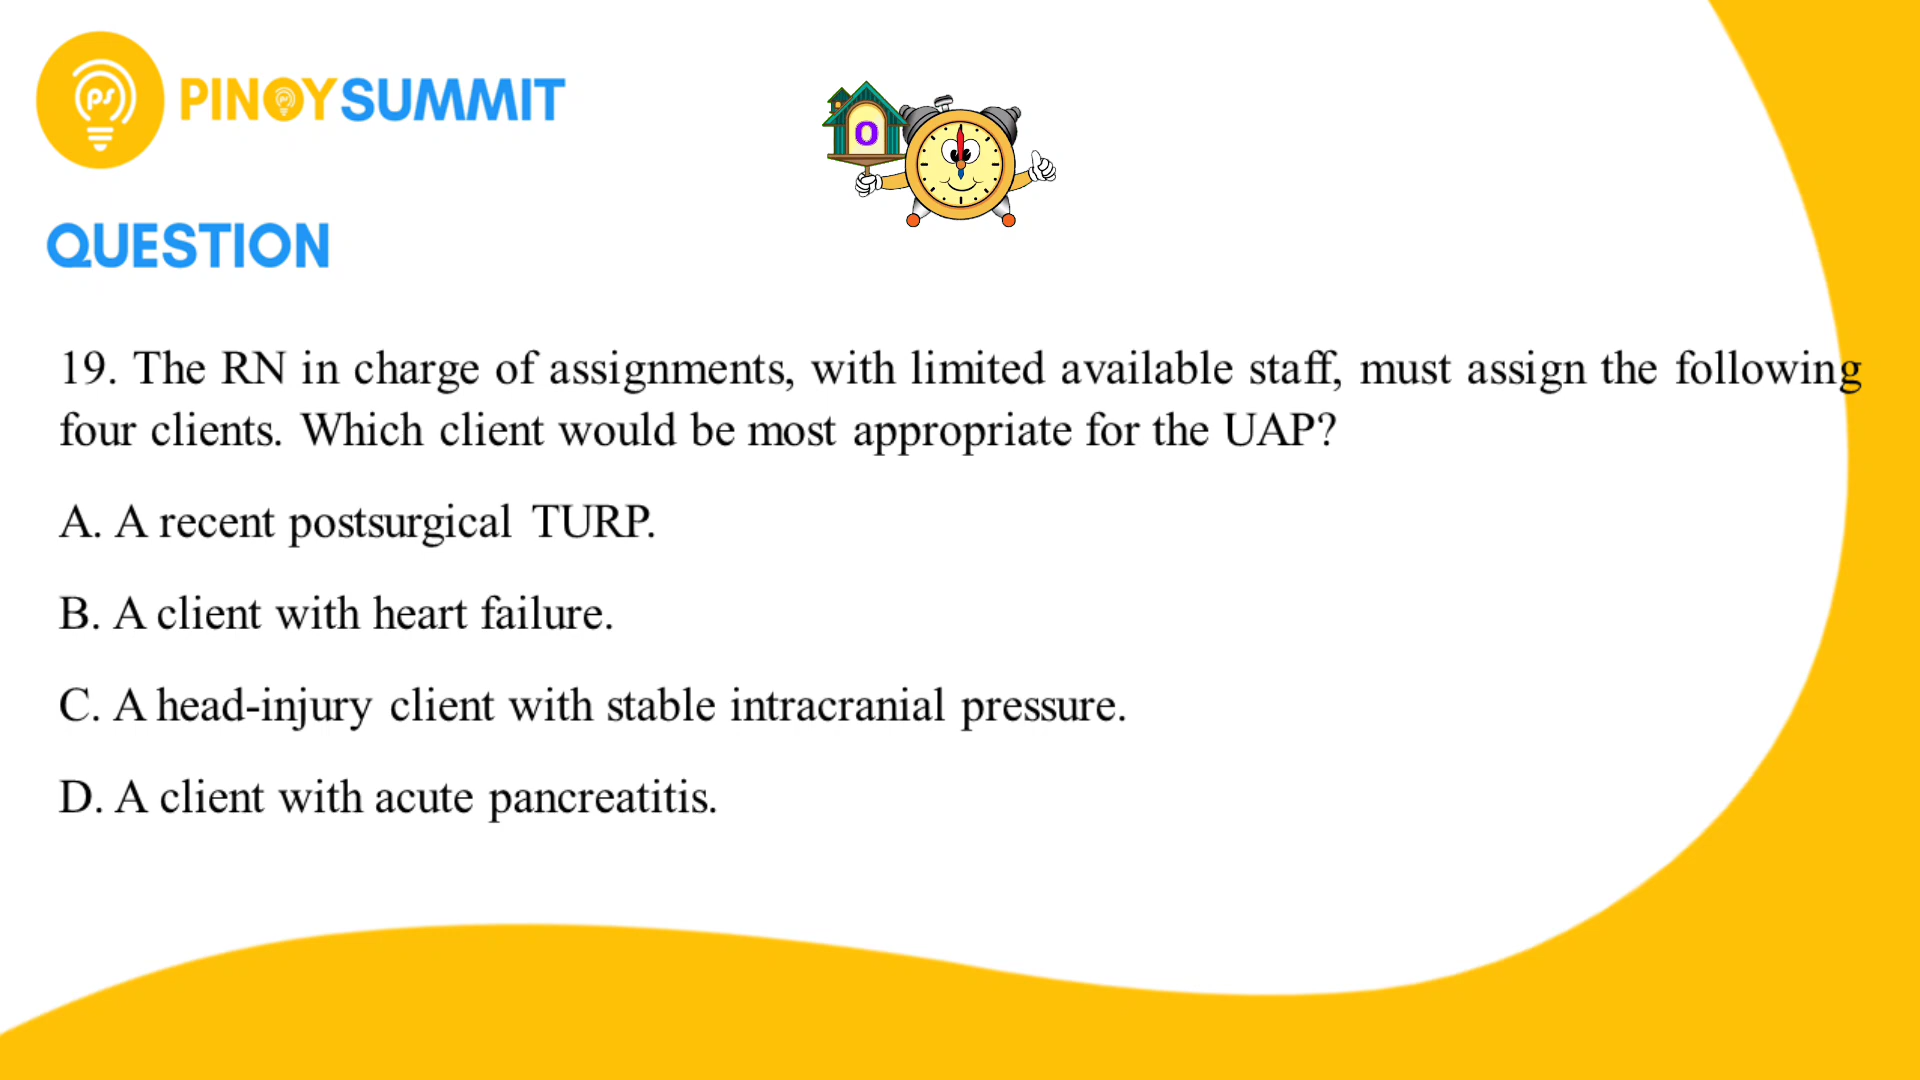 ps PINOYSUMMIT
0
QUESTION
19. The RN in charge of assignments, with limited available staff, must assign the following
four clients. Which client would be most appropriate for the UAP?
A. A recent postsurgical TURP.
B. A client with heart failure.
C. A head-injury client with stable intracranial pressure.
D. A client with acute pancreatitis.